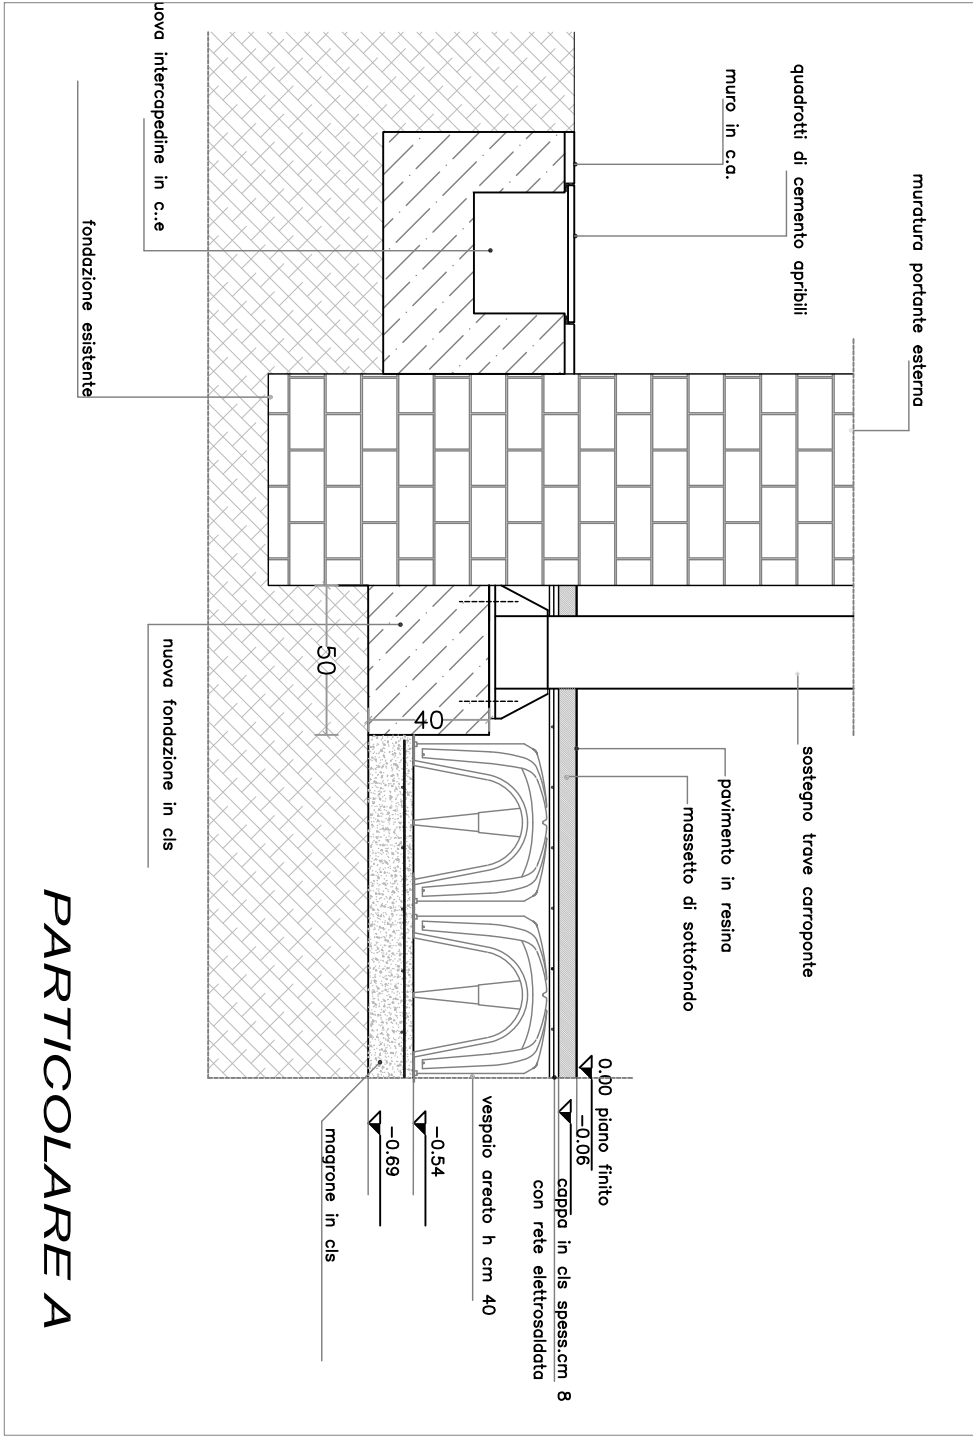 muratura portante esterna
quadrotti di cemento apribili
muro in c.a.
sostegno trave carroponte
pavimento in resina
massetto di sottofondo
0.00 piano finito
-0.06
cappa in cls spess.cm 8
con rete elettrosaldata
vespaio areato h cm 40
-0.54
-0.69
magrone in cls
40
50
nuova fondazione in cls
uova intercapedine in c..e
fondazione esistente
PARTICOLARE A